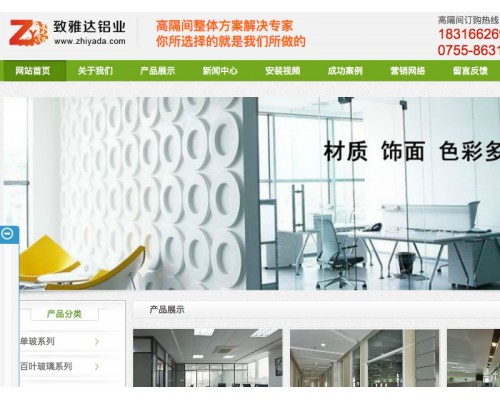 致雅达铝业
www.zhiyada.com
高隔间整体方案解决专家
你所选择的就是我们所做的
高隔间订购热线
18316626
0755-8631
网站首页 关于我们 产品展示 新闻中心 安装视频 成功案例 营销网络 留言反馈
材质 饰面 色彩多
产品分类
产品展示
单玻系列
百叶玻璃系列